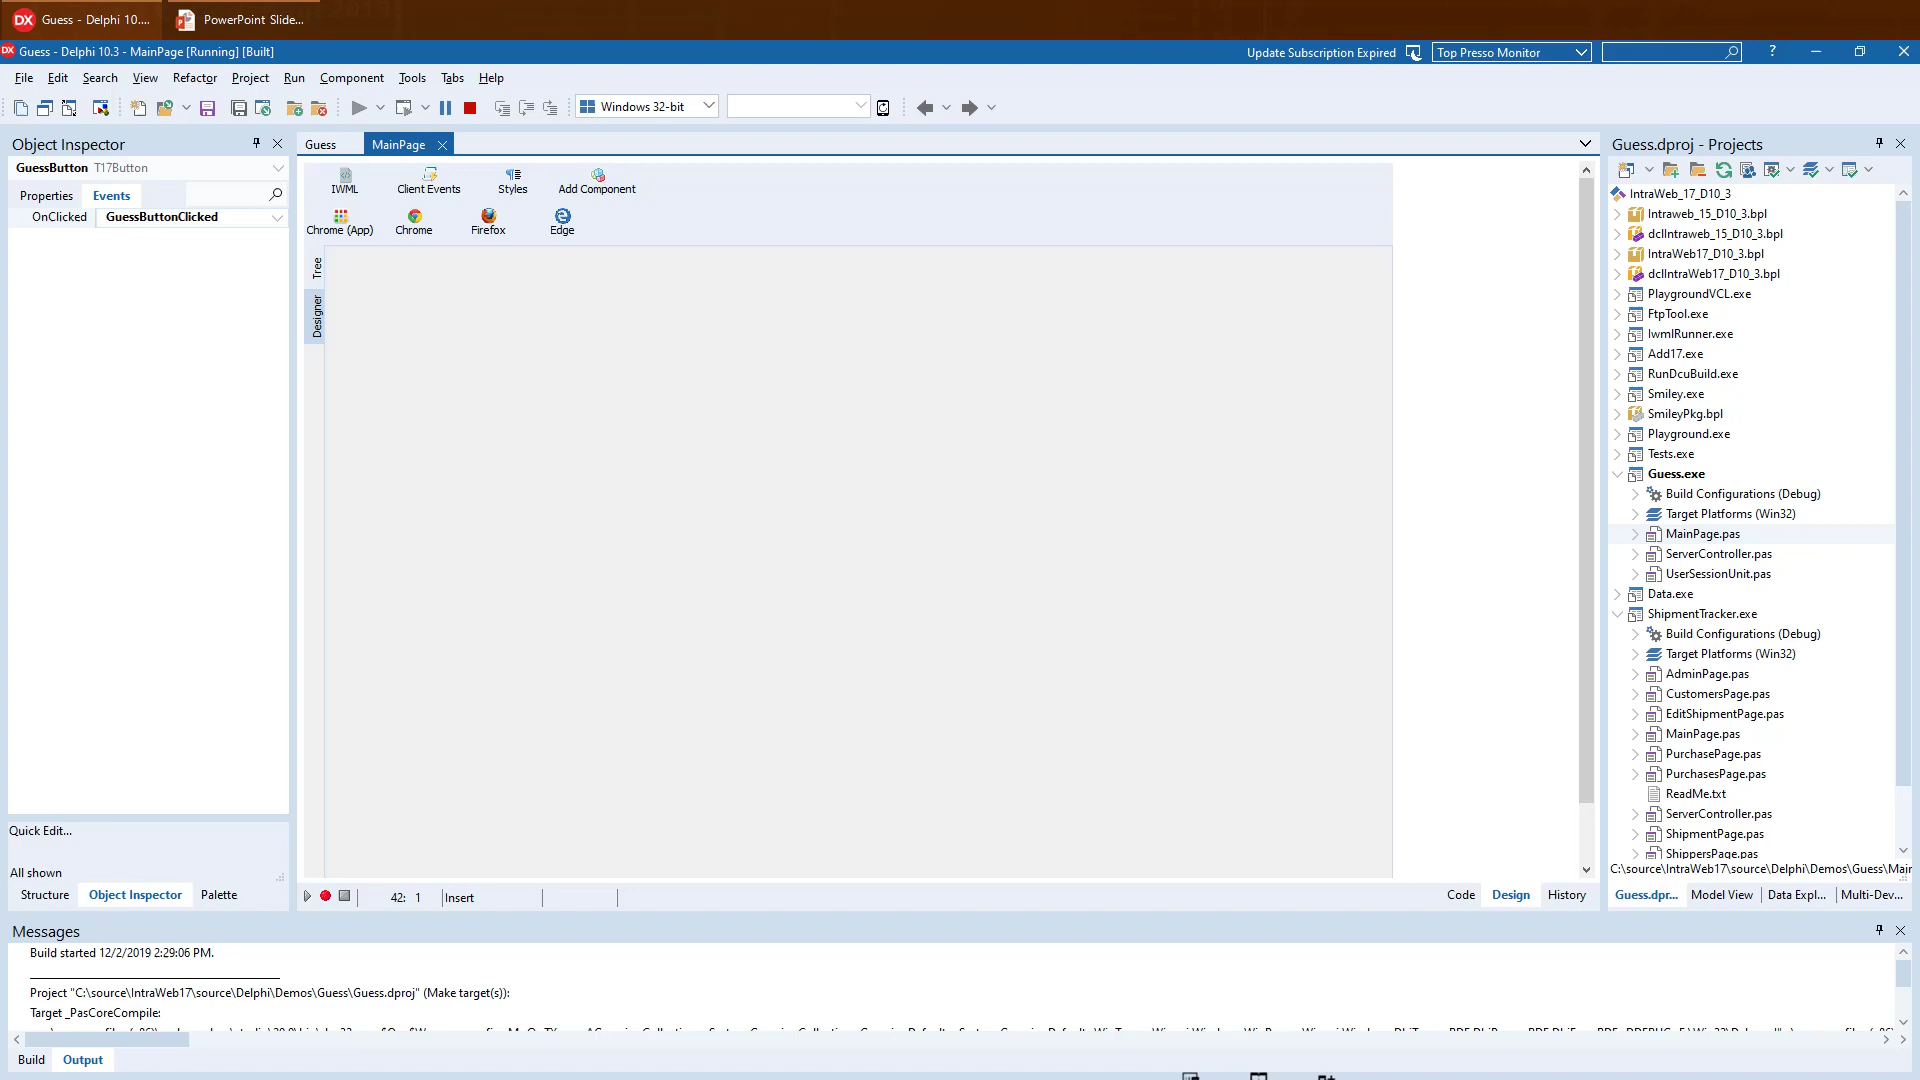 Guess - Delphi 10....
PowerPoint Slide...
Guess - Delphi 10.3 - MainPage [Running] [Built]
Update Subscription Expired
Top Presso Monitor
?
File Edit Search View Refactor Project Run Component Tools Tabs Help
Windows 32-bit
Object Inspector
GuessButton T17Button
Properties Events
OnClicked GuessButtonClicked
Guess MainPage
IWML Client Events Styles Add Component
Chrome (App) Chrome Firefox Edge
Tree
Designer
Quick Edit...
All shown
Structure Object Inspector Palette
42: 1 Insert
Code Design History
Guess.dproj - Projects
IntraWeb_17_D10_3
Intraweb_15_D10_3.bpl
dclIntraweb_15_D10_3.bpl
IntraWeb17_D10_3.bpl
dclIntraWeb17_D10_3.bpl
PlaygroundVCL.exe
FtpTool.exe
IwmlRunner.exe
Add17.exe
RunDcuBuild.exe
Smiley.exe
SmileyPkg.bpl
Playground.exe
Tests.exe
Guess.exe
Build Configurations (Debug)
Target Platforms (Win32)
MainPage.pas
ServerController.pas
UserSessionUnit.pas
Data.exe
ShipmentTracker.exe
Build Configurations (Debug)
Target Platforms (Win32)
AdminPage.pas
CustomersPage.pas
EditShipmentPage.pas
MainPage.pas
PurchasePage.pas
PurchasesPage.pas
ReadMe.txt
ServerController.pas
ShipmentPage.pas
ShippersPage.pas
C:\source\IntraWeb17\source\Delphi\Demos\Guess\Mair
Guess.dpr... Model View Data Expl... Multi-Dev...
Messages
Build started 12/2/2019 2:29:06 PM.
Project "C:\source\IntraWeb17\source\Delphi\Demos\Guess\Guess.dproj" (Make target(s)):
Target _PasCoreCompile:
Build Output